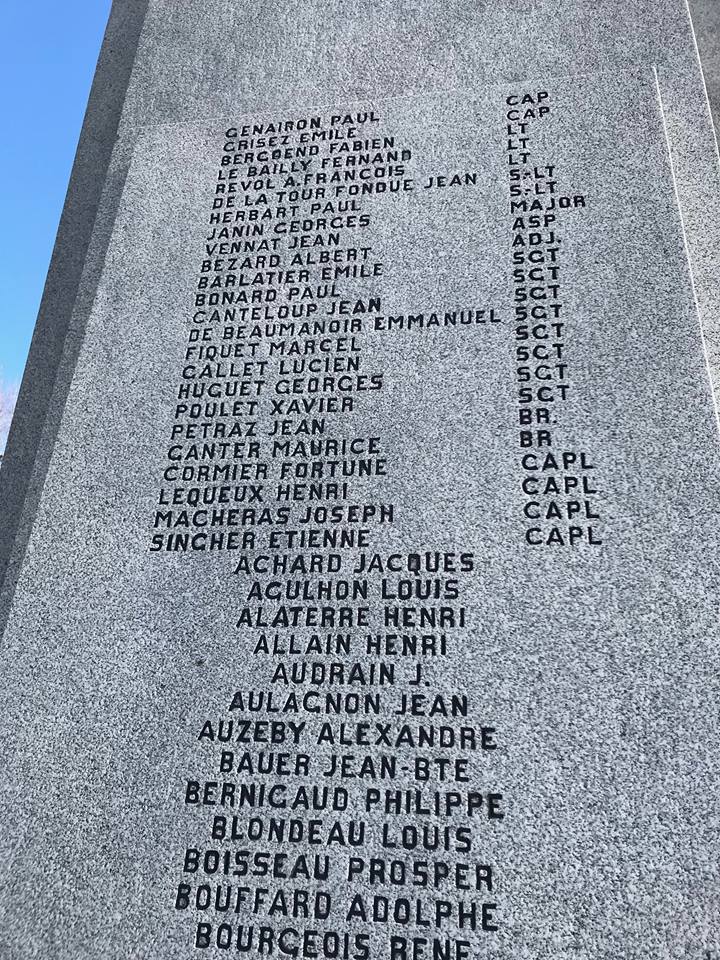 GENAIRON PAUL CAP
CRISEZ EMILE CAP
BERGOEND FABIEN LT
LE BAILLY FERNAND LT
REVOL A. FRANCOIS LT
DE LA TOUR FONDUE JEAN S.-LT
HERBART PAUL S.-LT
JANIN GEORGES MAJOR
VENNAT JEAN ASP
BEZARD ALBERT ADJ.
BARLATIER EMILE SGT
BONARD PAUL SGT
CANTELOUP JEAN SGT
DE BEAUMANOIR EMMANUEL SGT
FIQUET MARCEL SGT
GALLET LUCIEN SGT
HUGUET GEORGES SGT
POULET XAVIER SGT
PETRAZ JEAN BR.
GANTER MAURICE BR
CORMIER FORTUNE CAPL
LEQUEUX HENRI CAPL
MACHERAS JOSEPH CAPL
SINGHER ETIENNE CAPL
ACHARD JACQUES
AGULHON LOUIS
ALATERRE HENRI
ALLAIN HENRI
AUDRAIN J.
AULAGNON JEAN
AUZEBY ALEXANDRE
BAUER JEAN-BTE
BERNIGAUD PHILIPPE
BLONDEAU LOUIS
BOISSEAU PROSPER
BOUFFARD ADOLPHE
BOURGEOIS RENE